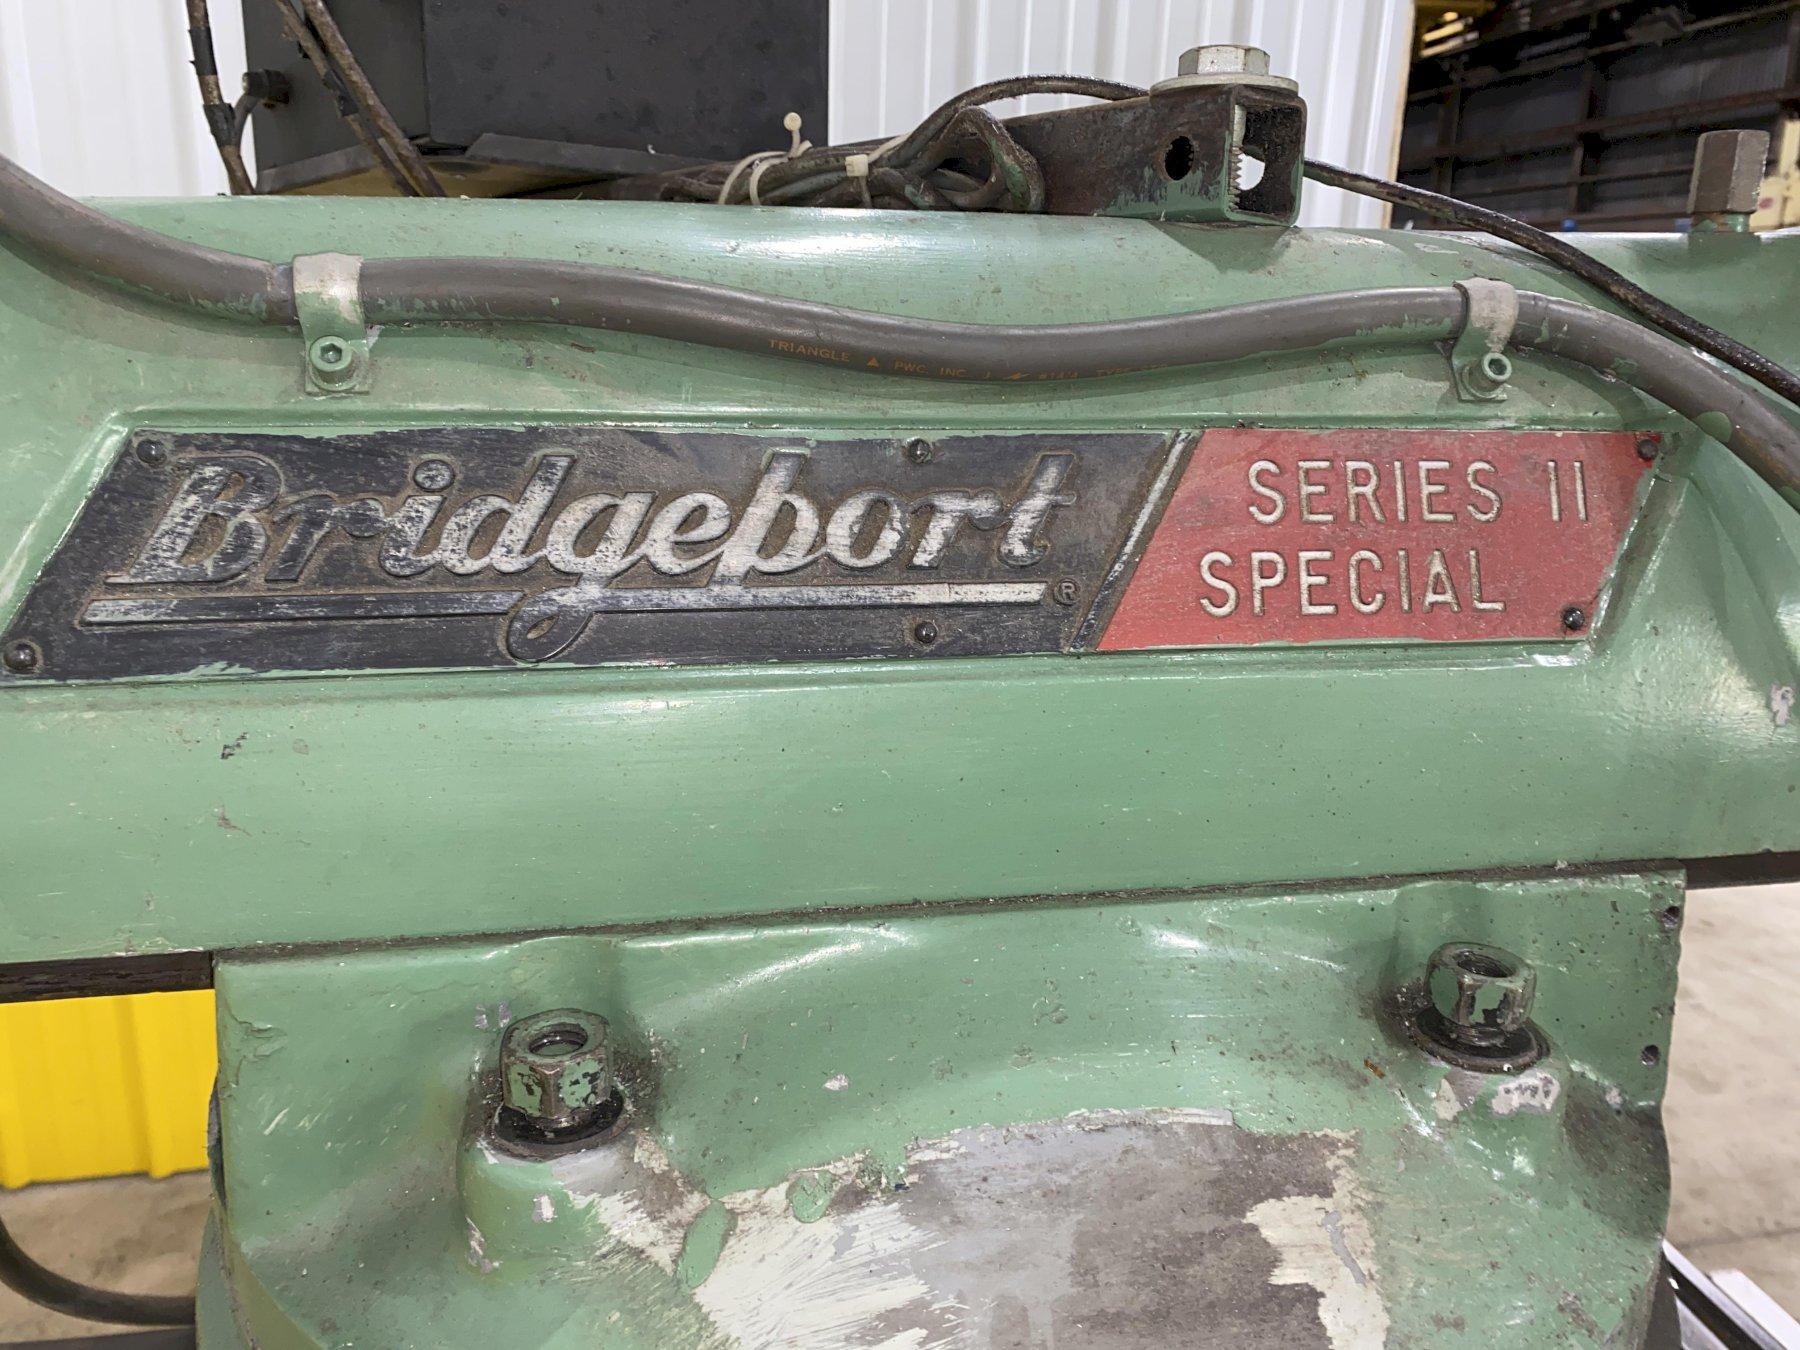 TRIANGLE ▲ PWC. INC.
Bridgeport ®
SERIES II
SPECIAL